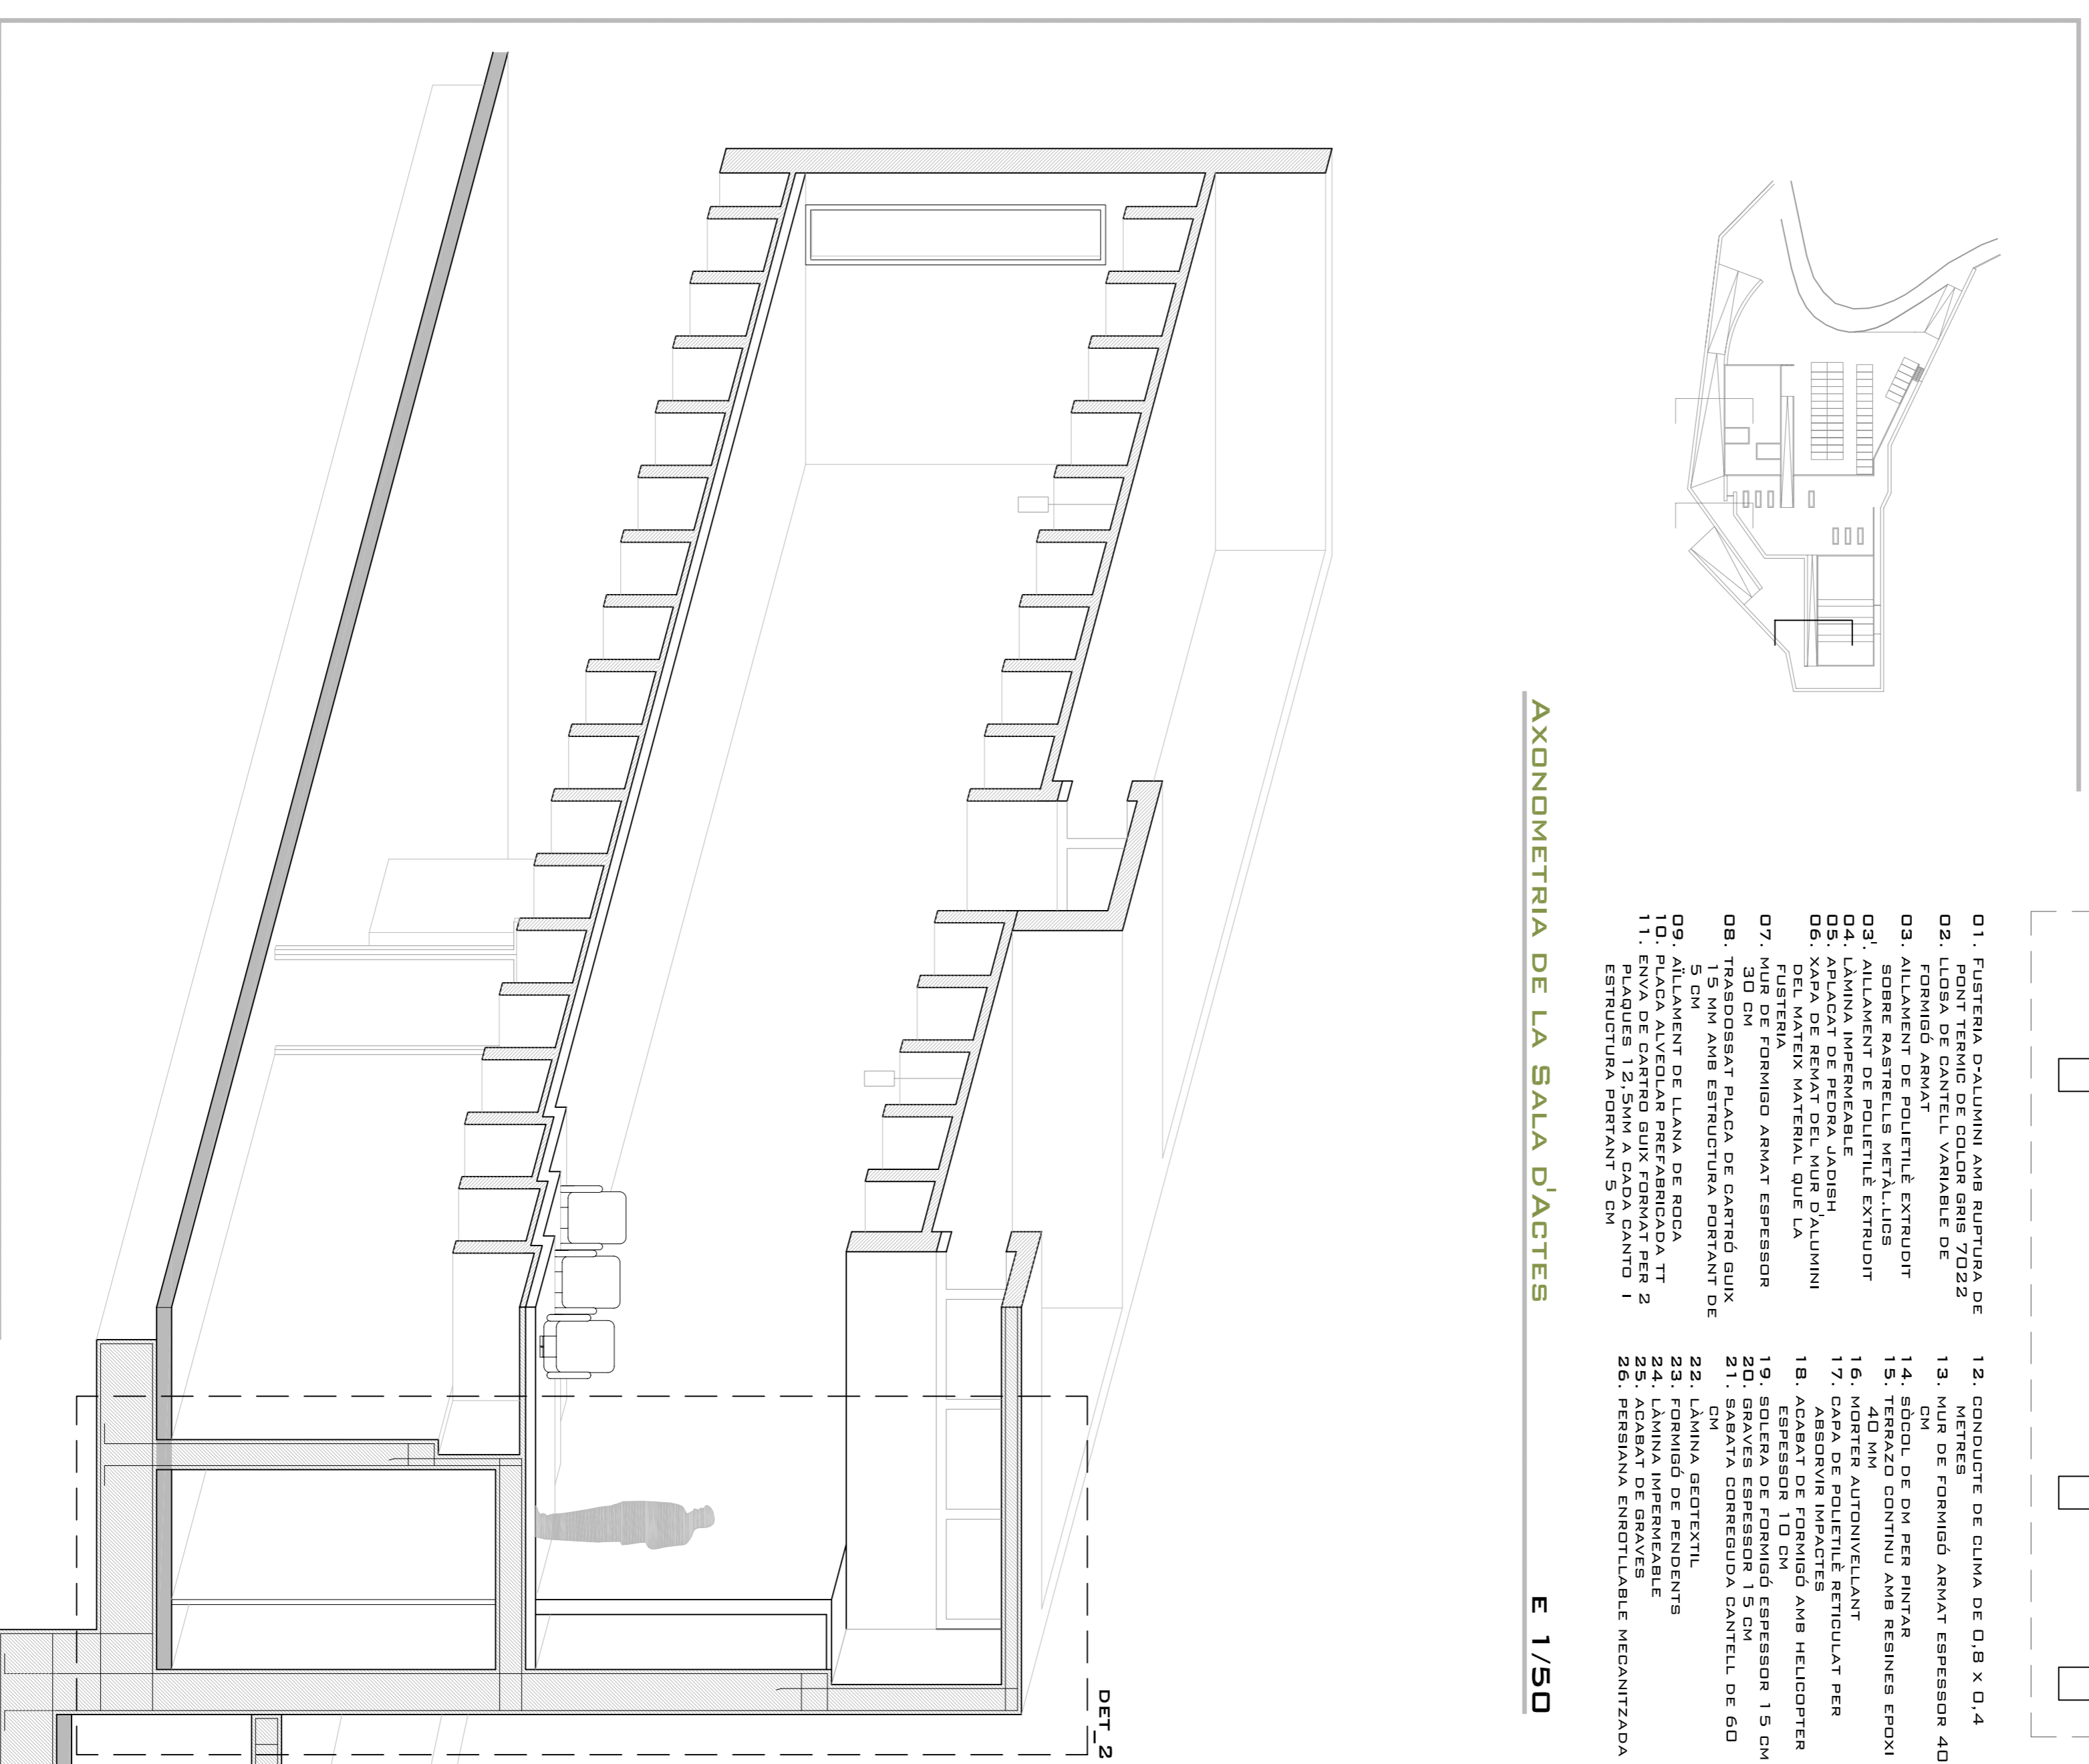 01. Fusteria d'alumini amb ruptura de
pont termic de color gris 7022
02. llosa de cantell variable de
formigó armat
03. aillament de polietilè extrudit
sobre rastrells metàl.lics
03'. aillament de polietilè extrudit
04. làmina impermeable
05. aplacat de pedra jadish
06. xapa de remat del mur d'alumini
del mateix material que la
fusteria
07. mur de formigo armat espessor
30 cm
08. trasdossat placa de cartró guix
15 mm amb estructura portant de
5 cm
09. aïllament de llana de roca
10. placa alveolar prefabricada TT
11. enva de cartro guix format per 2
plaques 12,5mm a cada canto i
estructura portant 5 cm
12. conducte de clima de 0,8 x 0,4
metres
13. mur de formigó armat espessor 40
cm
14. sòcol de DM per pintar
15. terrazo continu amb resines epoxi
40 mm
16. morter autonivellant
17. capa de polietilè reticulat per
absorvir impactes
18. acabat de formigó amb helicopter
espessor 10 cm
19. solera de formigó espessor 15 cm
20. graves espessor 15 cm
21. sabata correguda cantell de 60
cm
22. làmina geotextil
23. formigó de pendents
24. làmina impermeable
25. acabat de graves
26. persiana enrotllable mecanitzada
Axonometria de la Sala d'Actes
E 1/50
DET_2